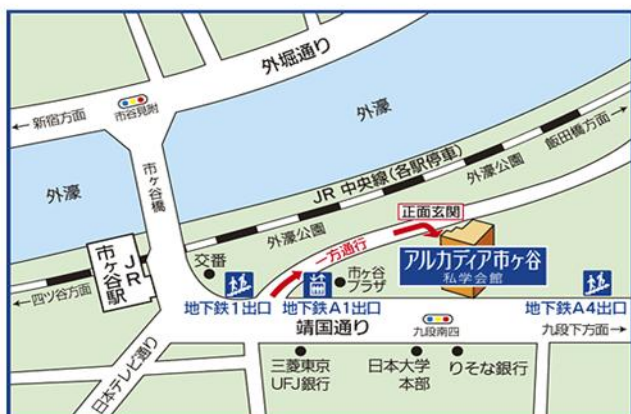 外堀通り
市谷見附
←新宿方面
外濠
飯田橋方面→
市ヶ谷橋
外濠
JR 中央線(各駅停車)
外濠公園
正面玄関
外濠公園
一方通行
アルカディア市ヶ谷
私学会館
JR
市ヶ谷駅
交番
市ヶ谷
プラザ
←四ツ谷方面
地下鉄1出口
地下鉄A1出口
地下鉄A4出口
靖国通り
九段南四
九段下方面→
日本テレビ通り
三菱東京
UFJ銀行
日本大学
本部
りそな銀行